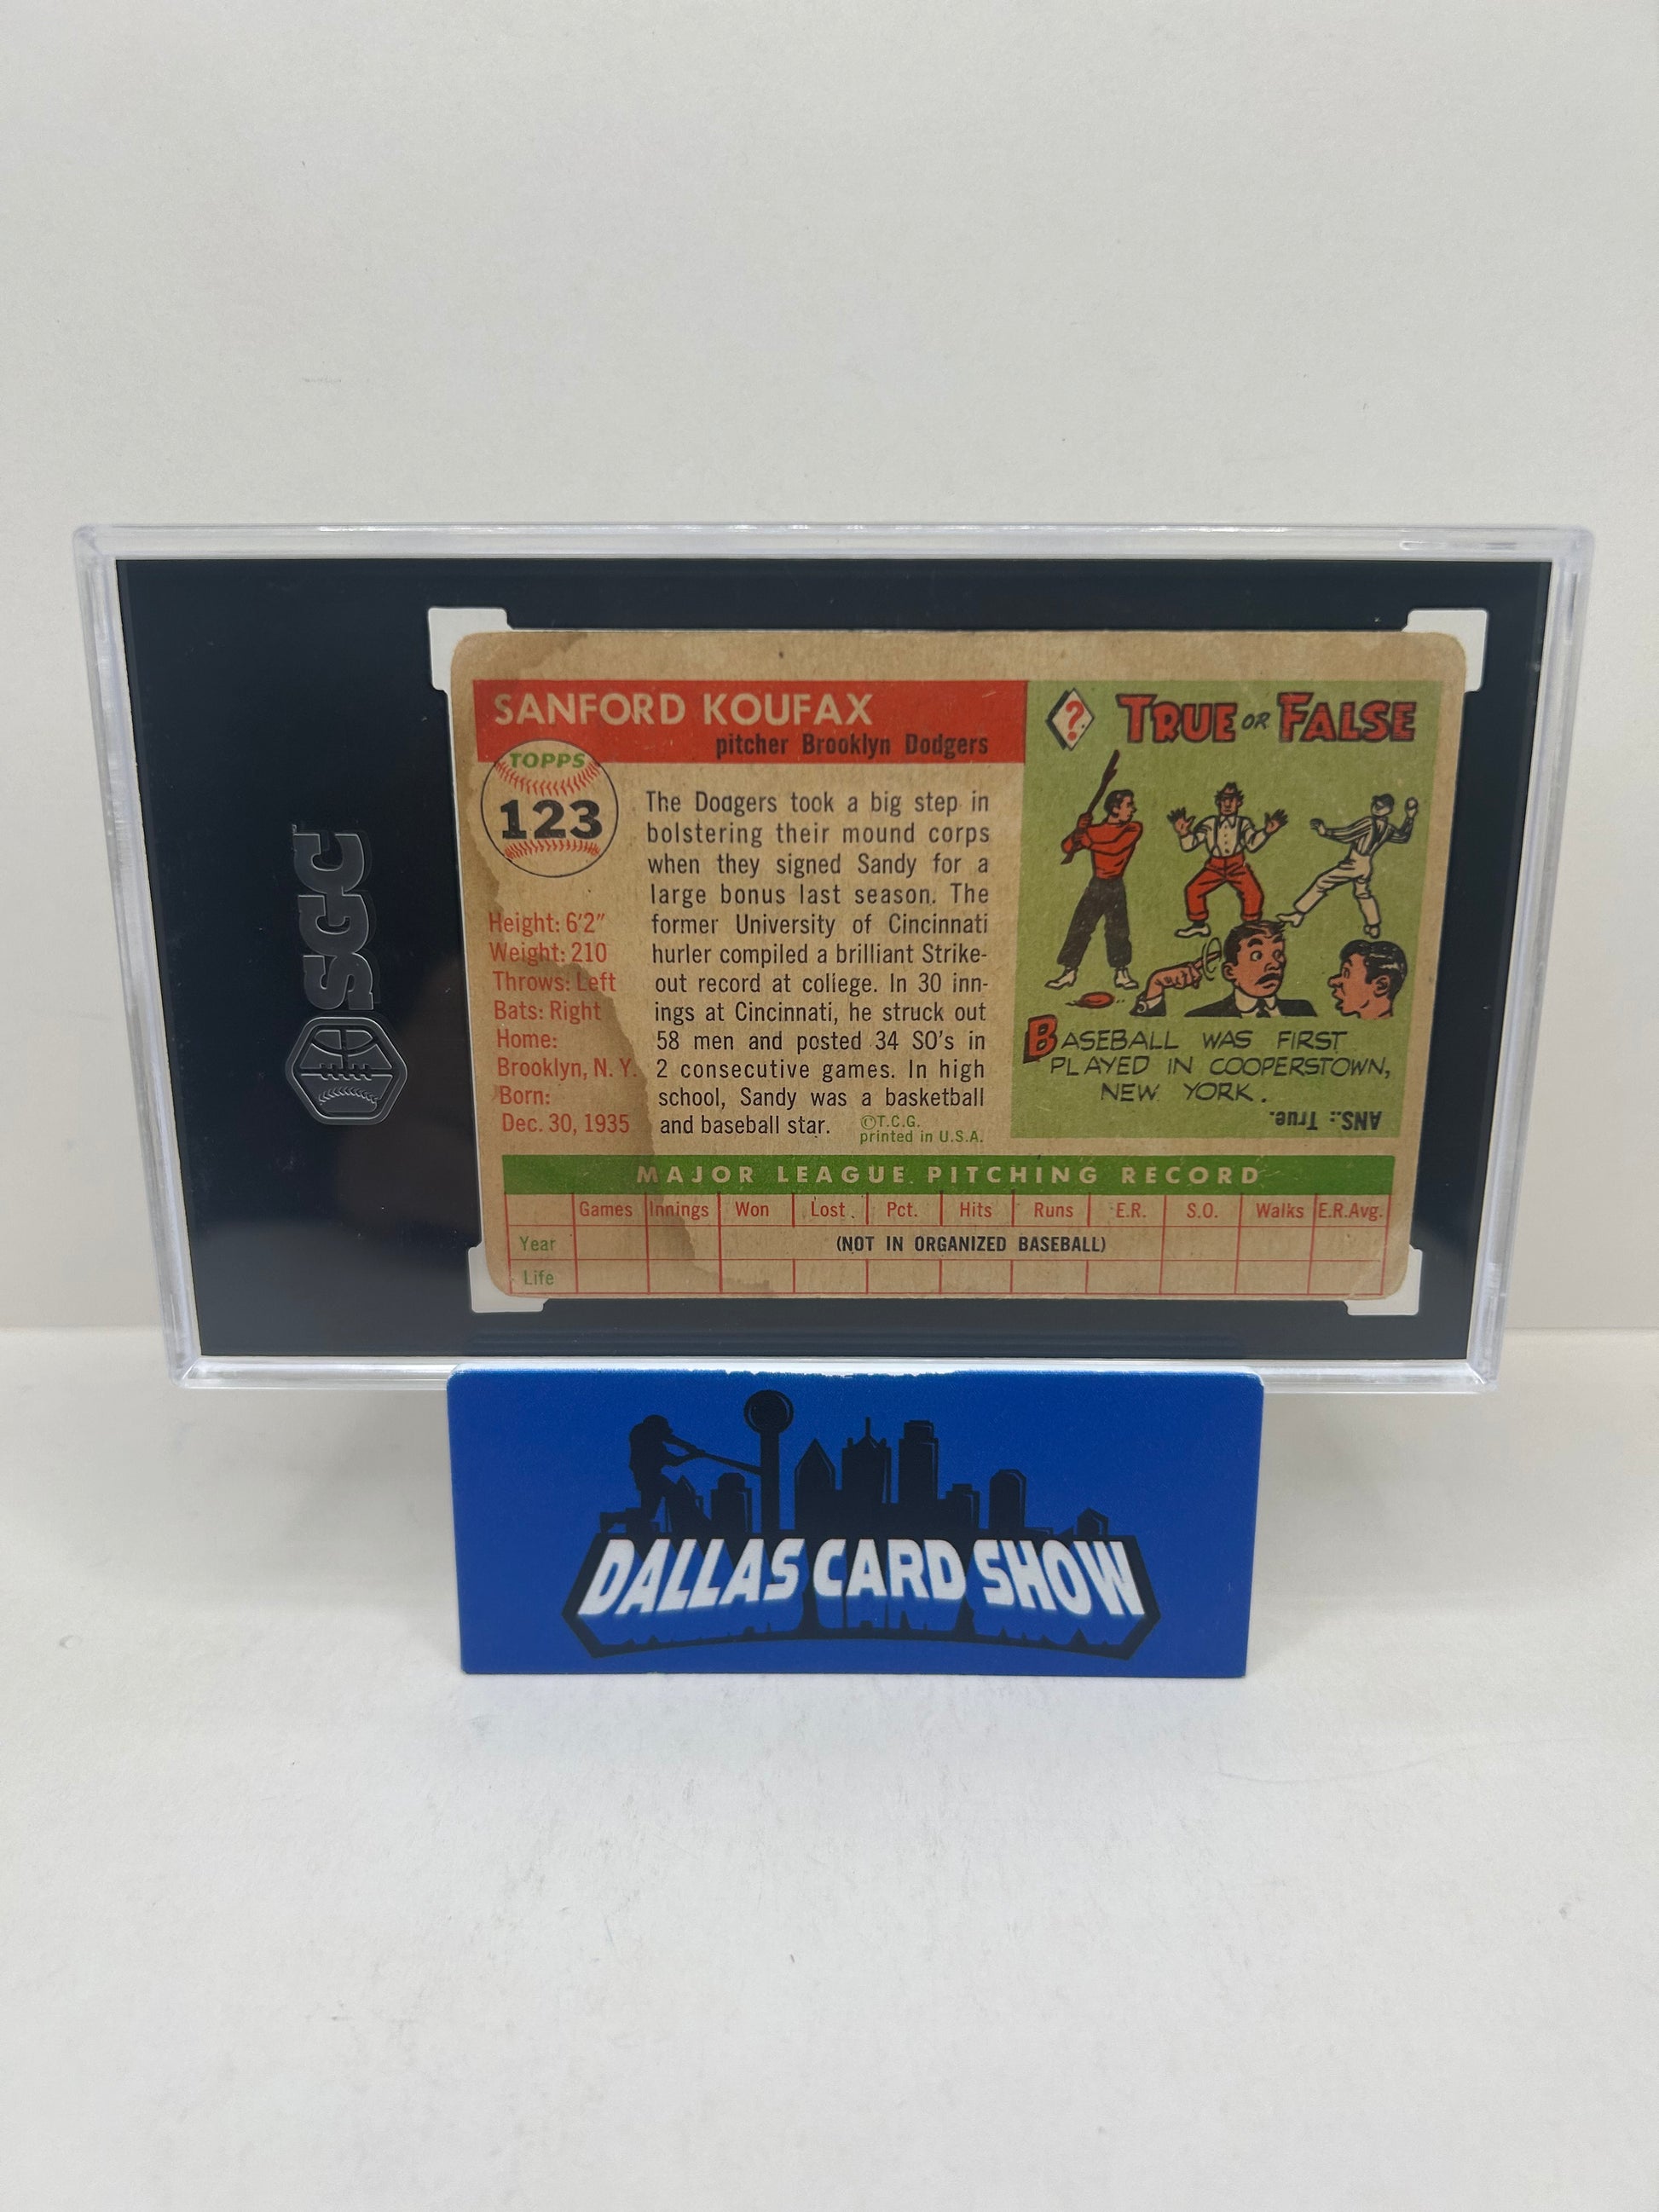 SGC
SANFORD KOUFAX
pitcher Brooklyn Dodgers
TOPPS
123
Height: 6'2"
Weight: 210
Throws: Left
Bats: Right
Home:
Brooklyn, N. Y.
Born:
Dec. 30, 1935
The Dodgers took a big step in
bolstering their mound corps
when they signed Sandy for a
large bonus last season. The
former University of Cincinnati
hurler compiled a brilliant Strike-
out record at college. In 30 inn-
ings at Cincinnati, he struck out
58 men and posted 34 SO's in
2 consecutive games. In high
school, Sandy was a basketball
and baseball star.
©T.C.G.
printed in U.S.A.
? TRUE OR FALSE
BASEBALL WAS FIRST
PLAYED IN COOPERSTOWN,
NEW YORK.
ANS.: True.
MAJOR LEAGUE PITCHING RECORD
Games Innings Won Lost Pct. Hits Runs E.R. S.O. Walks E.R.Avg.
Year (NOT IN ORGANIZED BASEBALL)
Life
DALLAS CARD SHOW